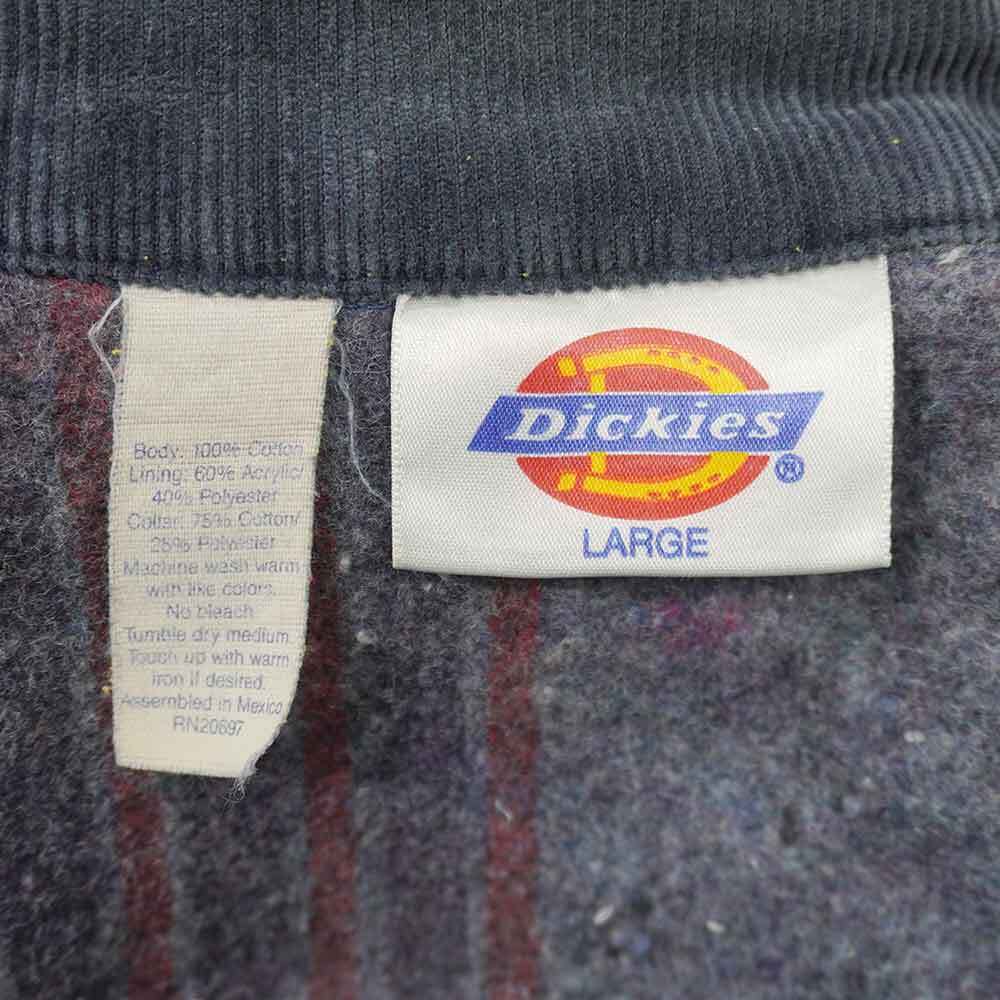 Body: 100% Cotton
Lining: 60% Acrylic/
40% Polyester
Collar: 75% Cotton/
25% Polyester
Machine wash warm
with like colors.
No bleach
Tumble dry medium.
Touch up with warm
iron if desired.
Assembled in Mexico
RN20697
Dickies®
LARGE